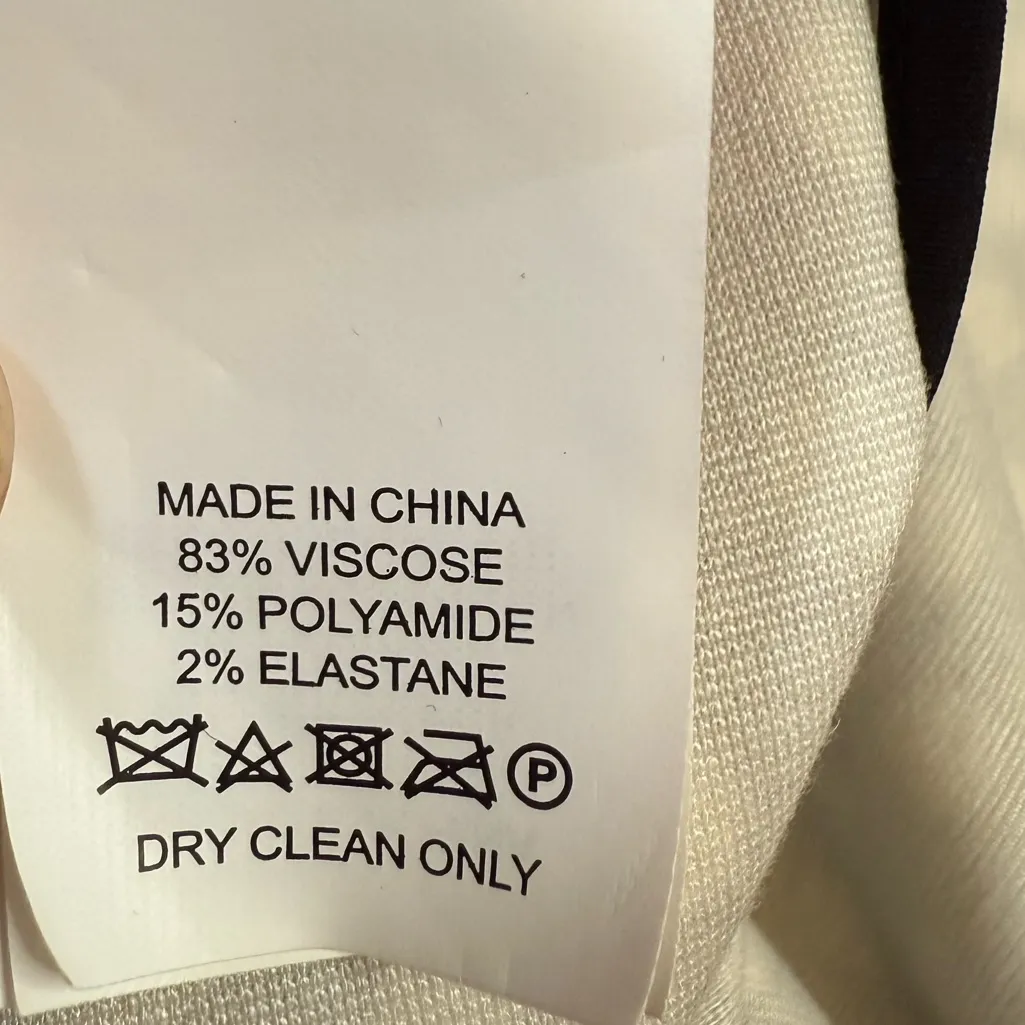 MADE IN CHINA
83% VISCOSE
15% POLYAMIDE
2% ELASTANE
P
DRY CLEAN ONLY